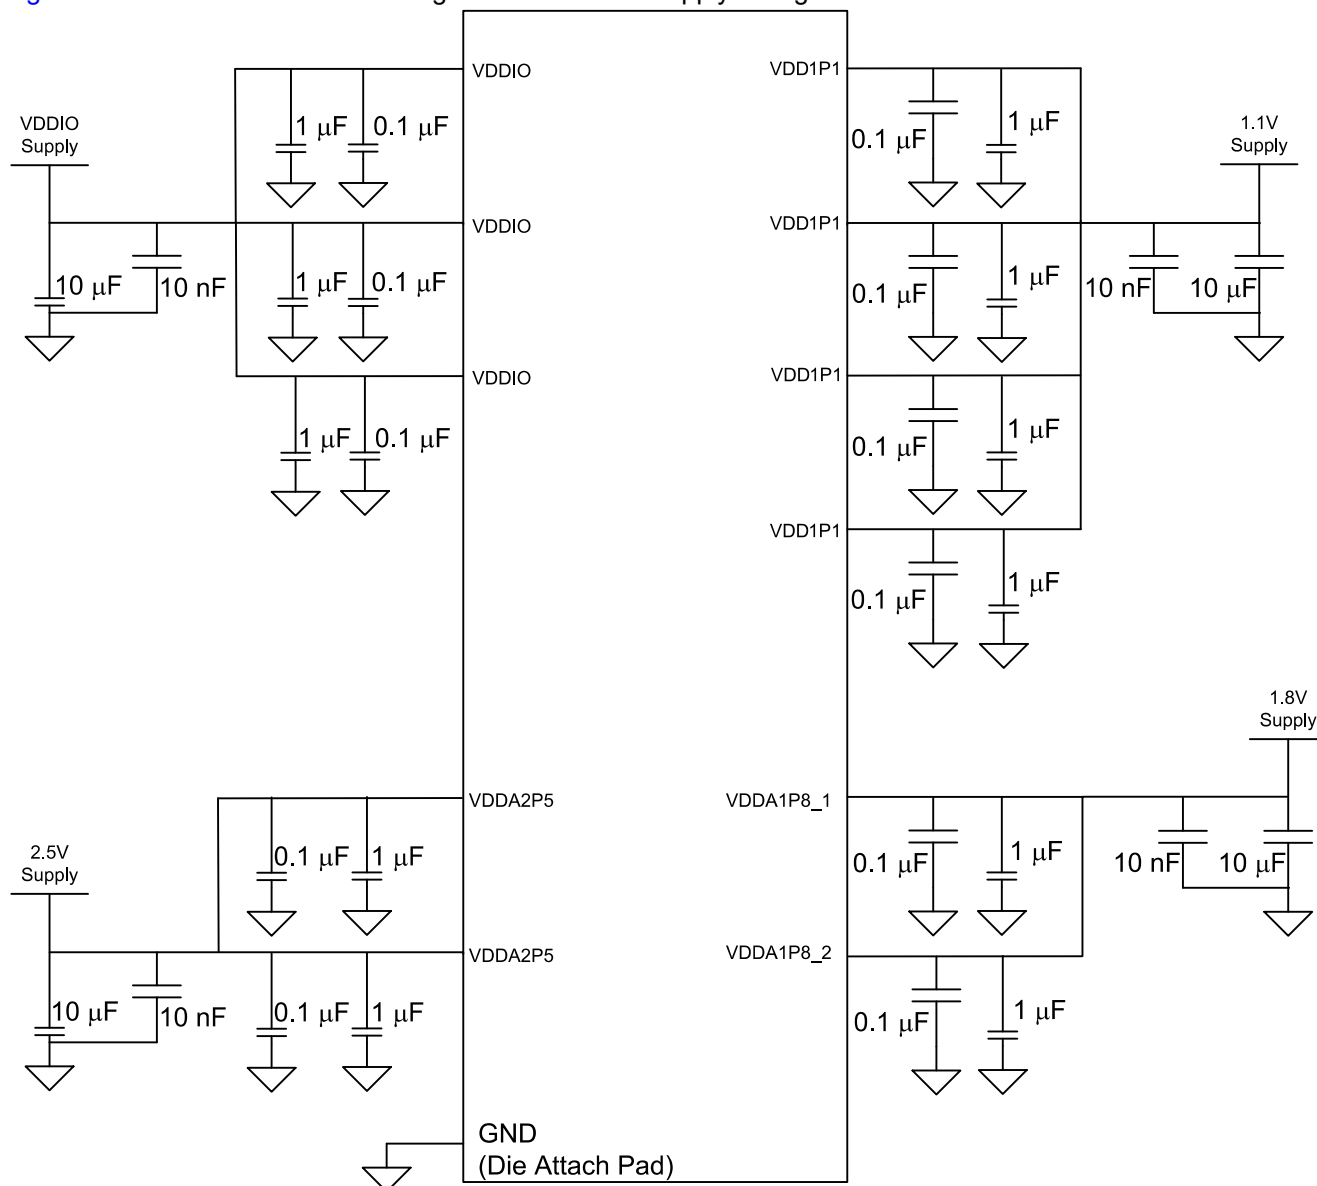 VDDIO
Supply
10 μF
10 nF
1 μF
0.1 μF
1 μF
0.1 μF
1 μF
0.1 μF
VDDIO
VDDIO
VDDIO
VDD1P1
VDD1P1
VDD1P1
VDD1P1
0.1 μF
1 μF
0.1 μF
1 μF
0.1 μF
1 μF
0.1 μF
1 μF
1.1V
Supply
10 nF
10 μF
2.5V
Supply
10 μF
10 nF
0.1 μF
1 μF
0.1 μF
1 μF
VDDA2P5
VDDA2P5
VDDA1P8_1
VDDA1P8_2
0.1 μF
1 μF
0.1 μF
1 μF
1.8V
Supply
10 nF
10 μF
GND
(Die Attach Pad)